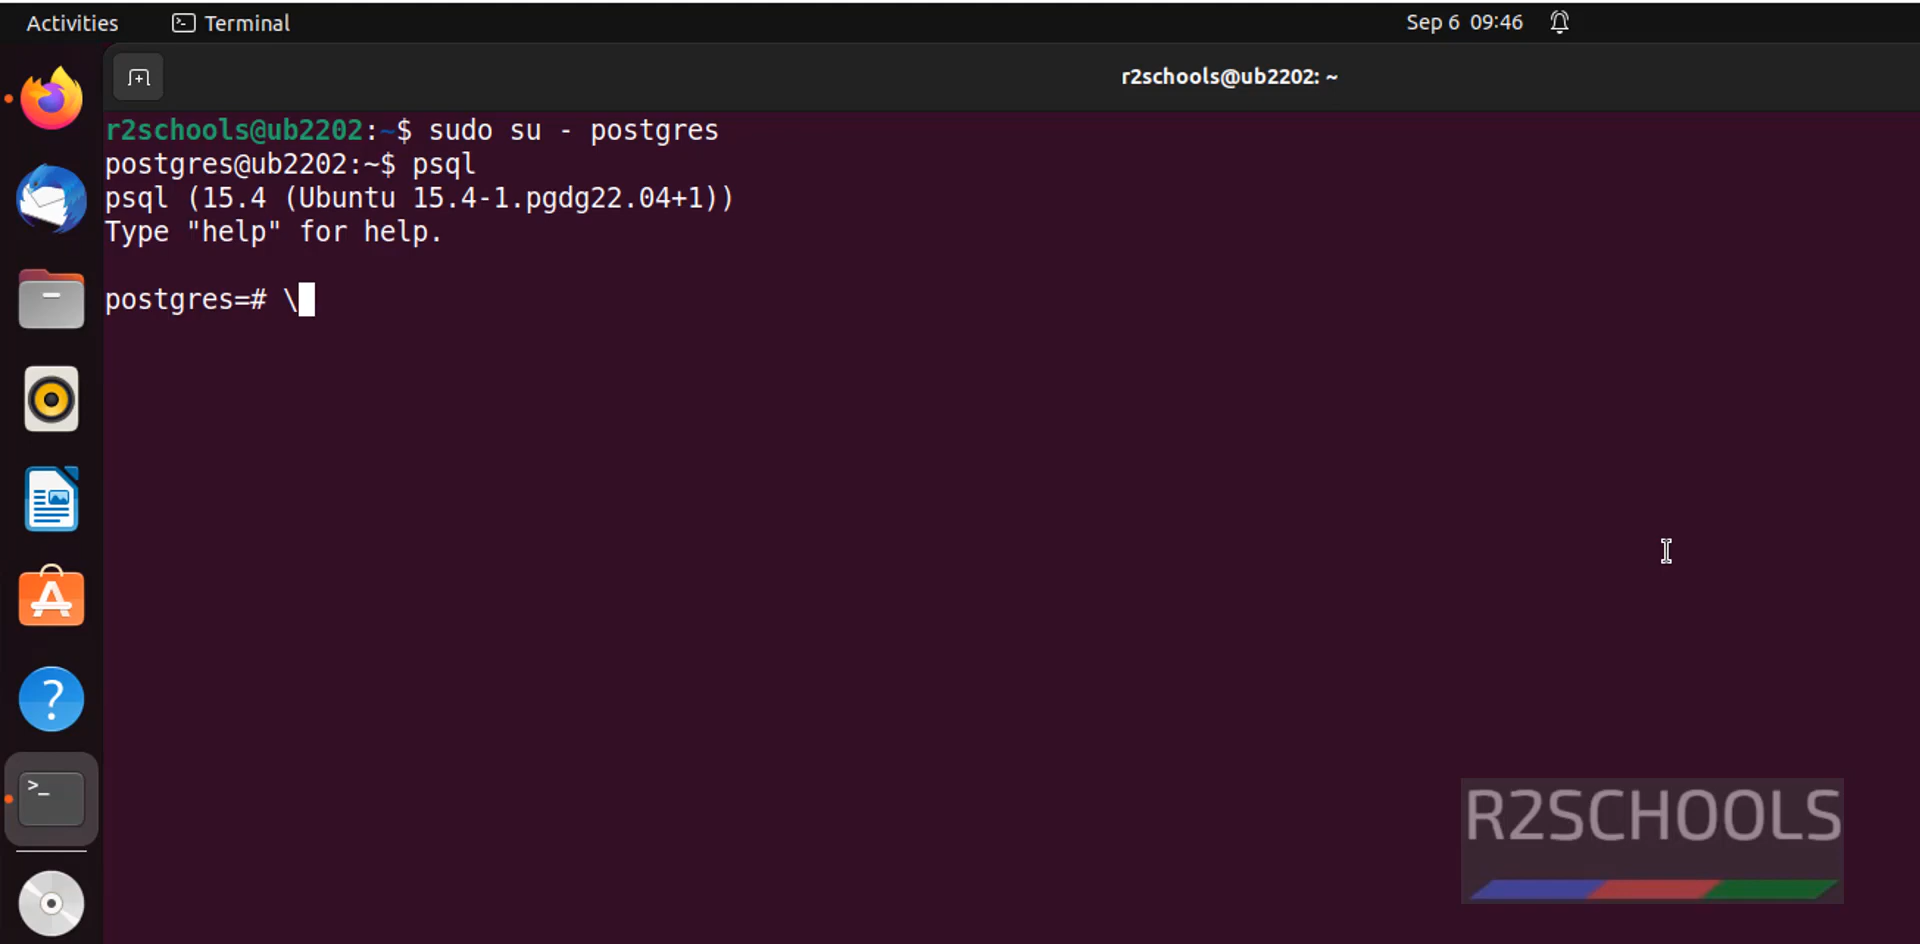 Activities
Terminal
Sep 6 09:46
r2schools@ub2202: ~
r2schools@ub2202:~$ sudo su - postgres
postgres@ub2202:~$ psql
psql (15.4 (Ubuntu 15.4-1.pgdg22.04+1))
Type "help" for help.
postgres=# \
R2SCHOOLS